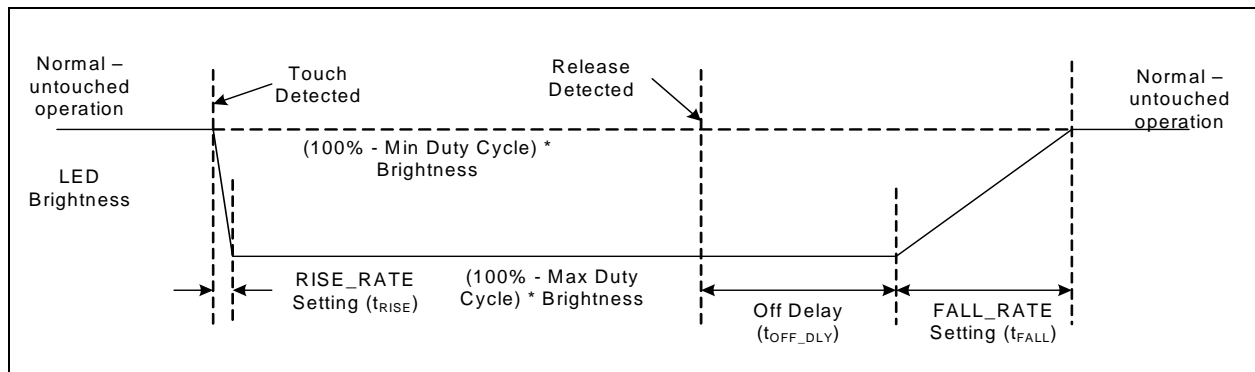 Normal –
untouched
operation
Touch
Detected
Release
Detected
Normal –
untouched
operation
(100% - Min Duty Cycle) *
Brightness
LED
Brightness
RISE_RATE
Setting (tRISE)
(100% - Max Duty
Cycle) * Brightness
Off Delay
(tOFF_DLY)
FALL_RATE
Setting (tFALL)